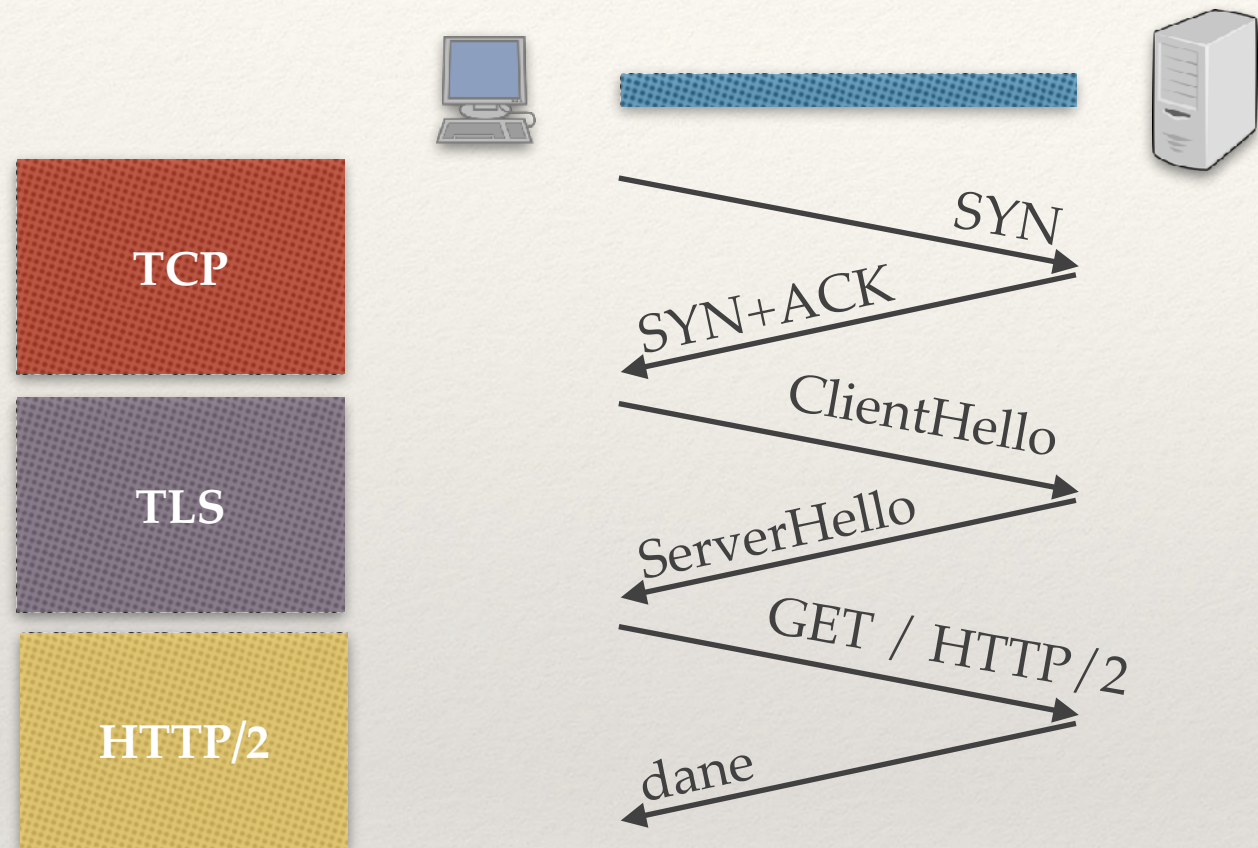 TCP
SYN
SYN+ACK
TLS
ClientHello
ServerHello
HTTP/2
GET / HTTP/2
dane